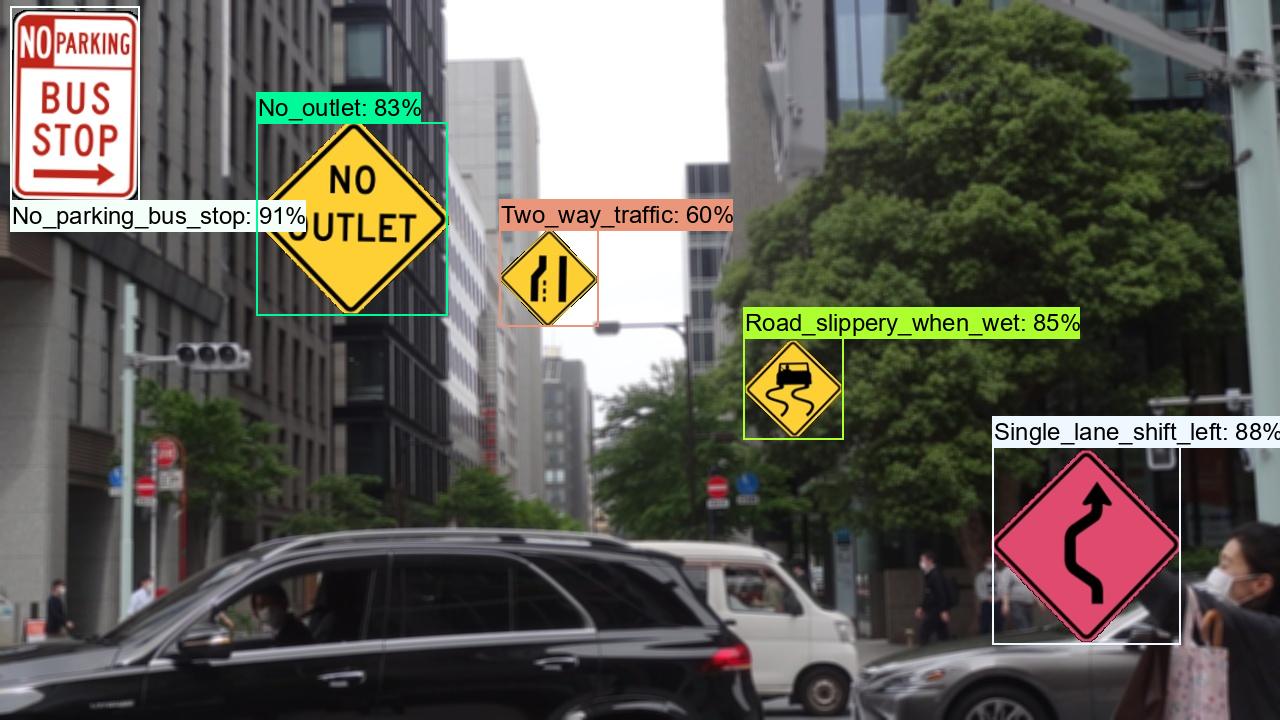 NO PARKING
BUS
STOP
No_parking_bus_stop: 91%
No_outlet: 83%
NO
OUTLET
Two_way_traffic: 60%
Road_slippery_when_wet: 85%
Single_lane_shift_left: 88%